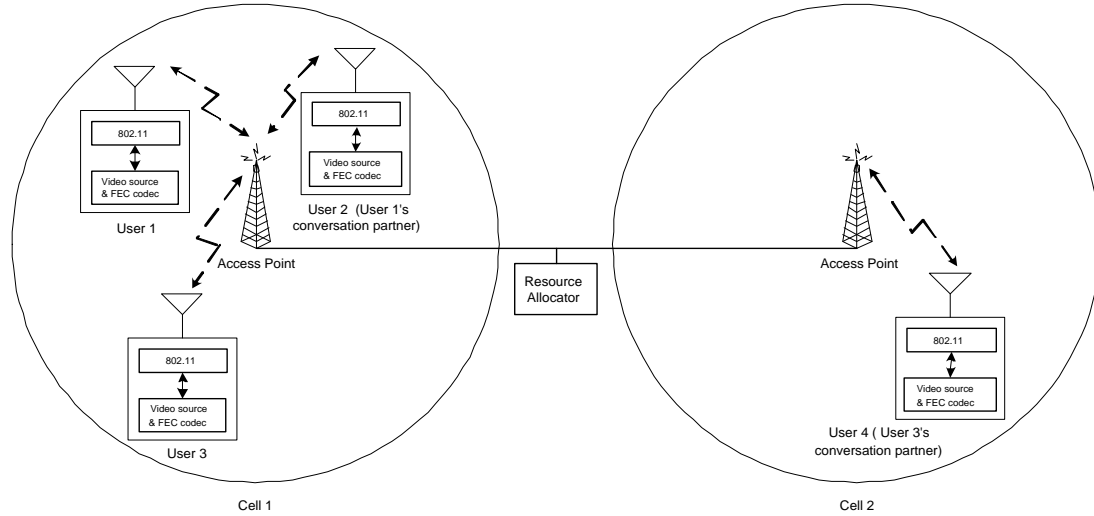 802.11
Video source
& FEC codec
User 1
802.11
Video source
& FEC codec
User 2 (User 1's
conversation partner)
Access Point
802.11
Video source
& FEC codec
User 3
Cell 1
Resource
Allocator
Access Point
802.11
Video source
& FEC codec
User 4 ( User 3's
conversation partner)
Cell 2